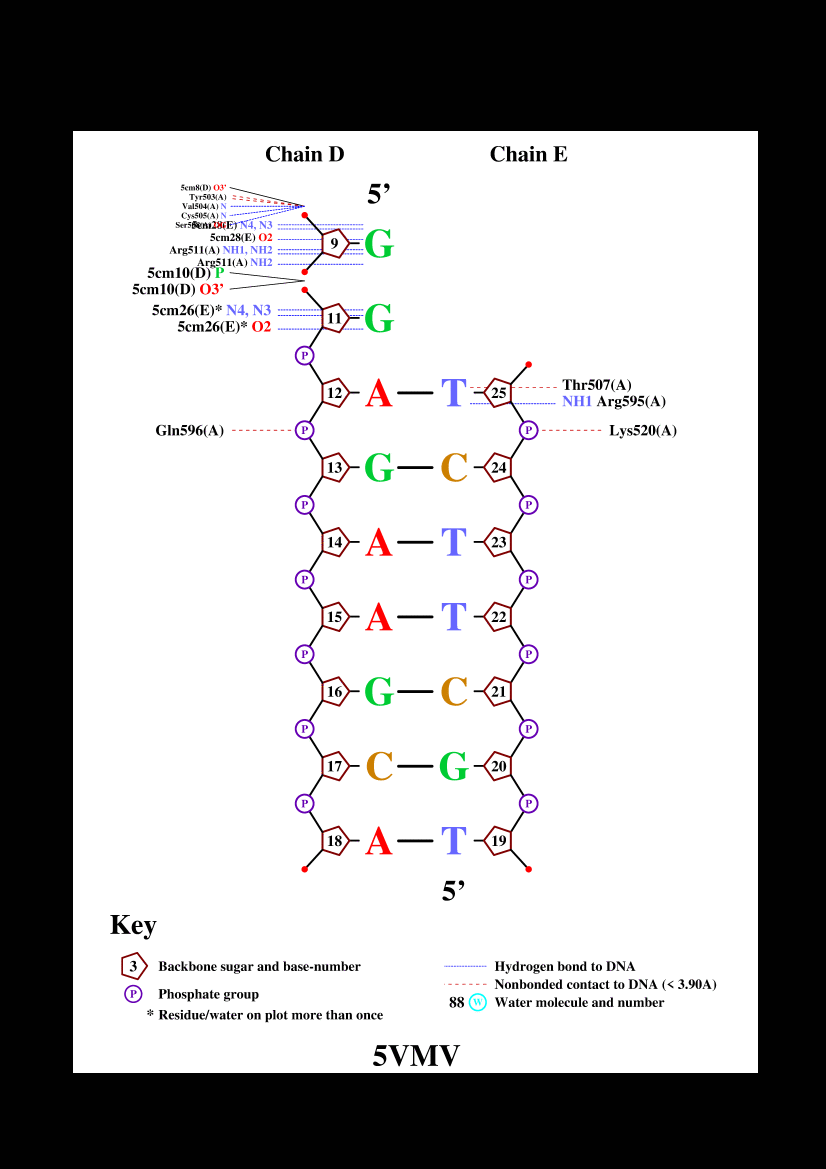 Chain D Chain E
5’
5cm8(D) O3'
Tyr503(A)
Val504(A) N
Cys505(A) N
5cm28(E) N4, N3
5cm28(E) O2
9 G
Arg511(A) NH1, NH2
Arg511(A) NH2
5cm10(D) P
5cm10(D) O3'
5cm26(E)* N4, N3
11 G
5cm26(E)* O2
P
Thr507(A)
12 A T 25
NH1 Arg595(A)
Gln596(A) P P Lys520(A)
13 G C 24
P P
14 A T 23
P P
15 A T 22
P P
16 G C 21
P P
17 C G 20
P P
18 A T 19
5’
Key
3 Backbone sugar and base-number
P Phosphate group
* Residue/water on plot more than once
Hydrogen bond to DNA
Nonbonded contact to DNA (< 3.90A)
88 W Water molecule and number
5VMV